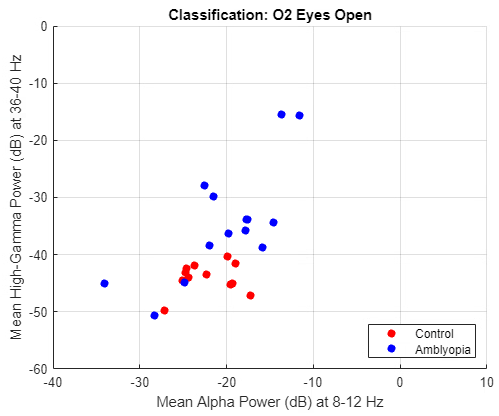 Classification: O2 Eyes Open
0
-10
-20
-30
-40
-50
-60
Mean High-Gamma Power (dB) at 36-40 Hz
-40
-30
-20
-10
0
10
Mean Alpha Power (dB) at 8-12 Hz
Control
Amblyopia